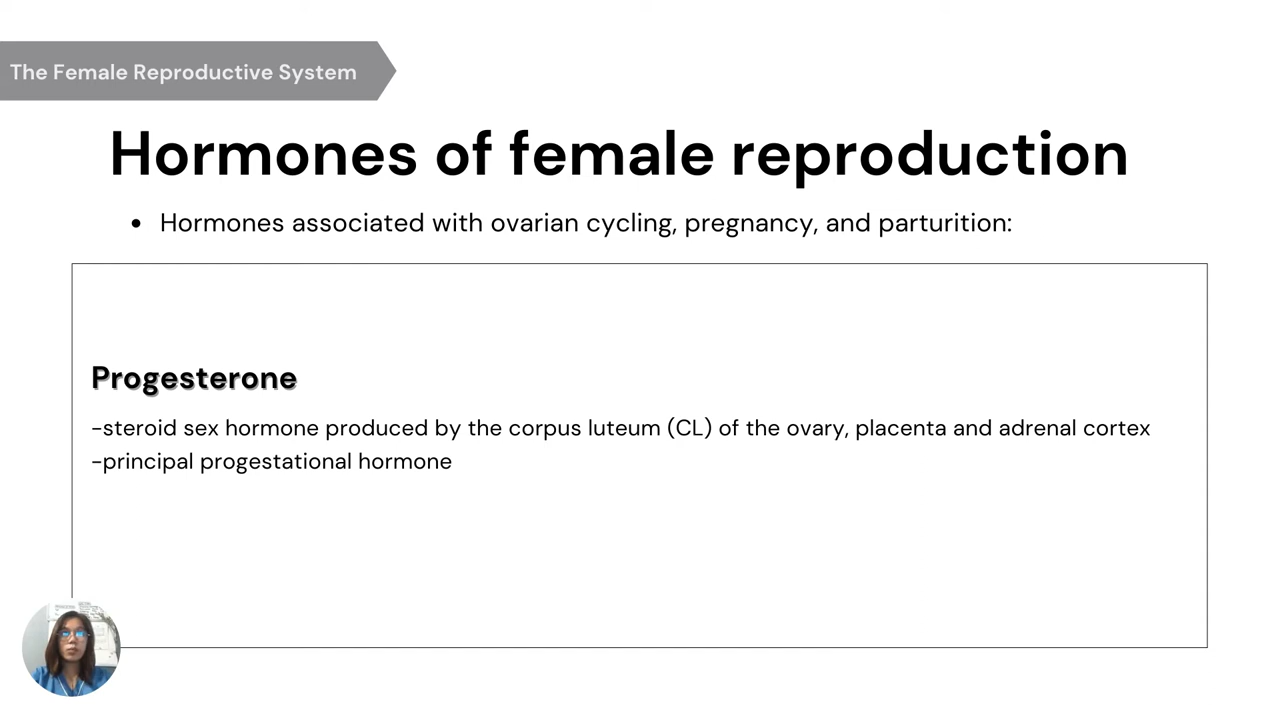 The Female Reproductive System
Hormones of female reproduction
• Hormones associated with ovarian cycling, pregnancy, and parturition:
Progesterone
-steroid sex hormone produced by the corpus luteum (CL) of the ovary, placenta and adrenal cortex
-principal progestational hormone